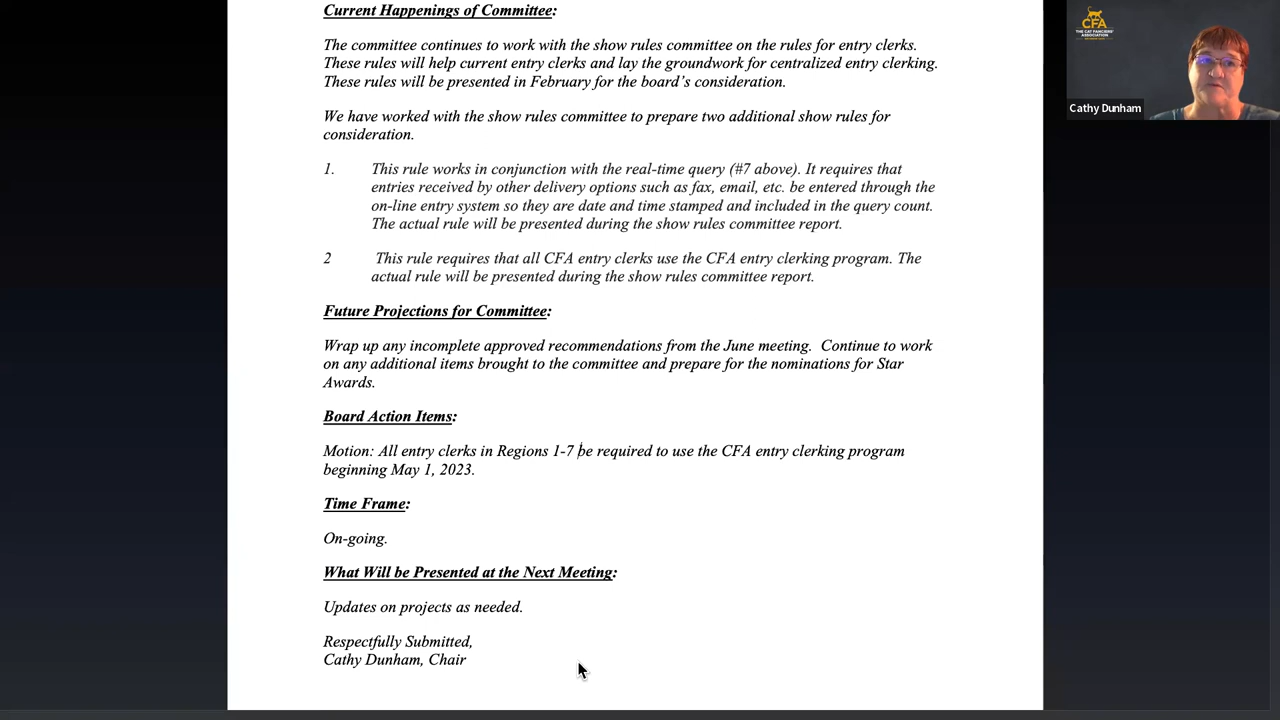 Current Happenings of Committee:
The committee continues to work with the show rules committee on the rules for entry clerks.
These rules will help current entry clerks and lay the groundwork for centralized entry clerking.
These rules will be presented in February for the board's consideration.
We have worked with the show rules committee to prepare two additional show rules for
consideration.
1. This rule works in conjunction with the real-time query (#7 above). It requires that
entries received by other delivery options such as fax, email, etc. be entered through the
on-line entry system so they are date and time stamped and included in the query count.
The actual rule will be presented during the show rules committee report.
2 This rule requires that all CFA entry clerks use the CFA entry clerking program. The
actual rule will be presented during the show rules committee report.
Future Projections for Committee:
Wrap up any incomplete approved recommendations from the June meeting. Continue to work
on any additional items brought to the committee and prepare for the nominations for Star
Awards.
Board Action Items:
Motion: All entry clerks in Regions 1-7 be required to use the CFA entry clerking program
beginning May 1, 2023.
Time Frame:
On-going.
What Will be Presented at the Next Meeting:
Updates on projects as needed.
Respectfully Submitted,
Cathy Dunham, Chair
CFA
THE CAT FANCIERS'
ASSOCIATION
Cathy Dunham